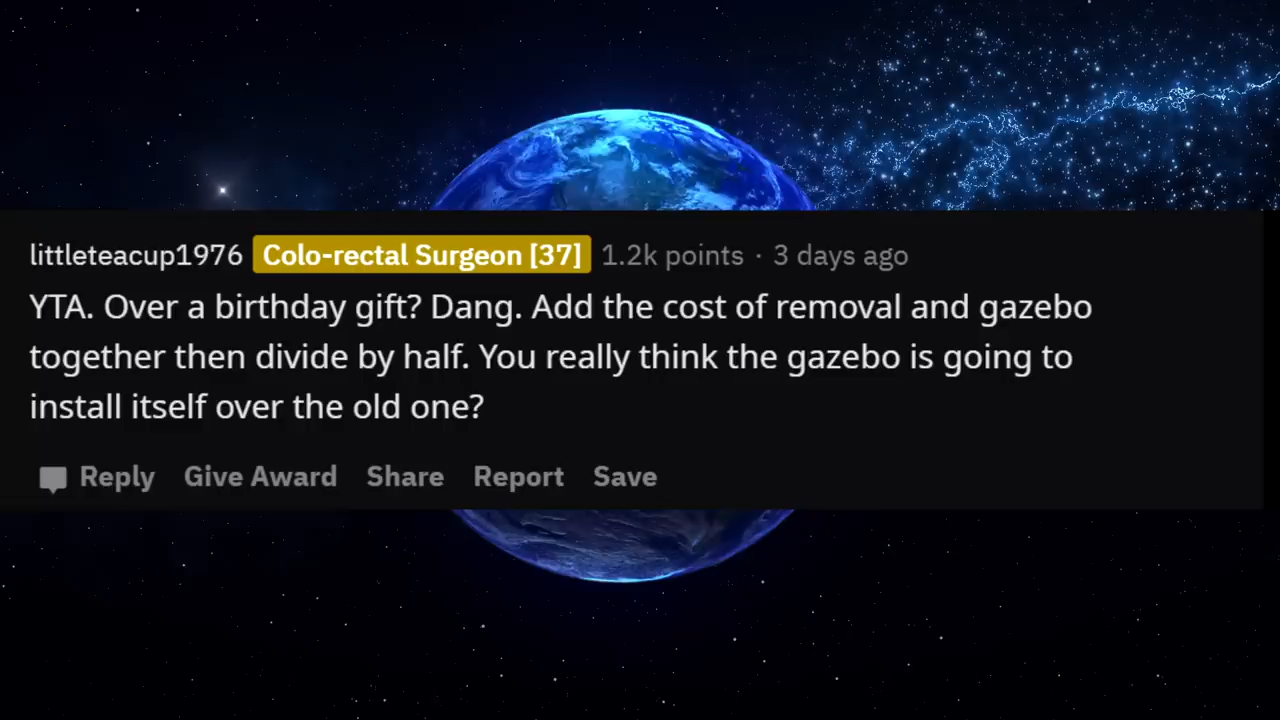 littleteacup1976 Colo-rectal Surgeon [37] 1.2k points · 3 days ago
YTA. Over a birthday gift? Dang. Add the cost of removal and gazebo
together then divide by half. You really think the gazebo is going to
install itself over the old one?
Reply Give Award Share Report Save